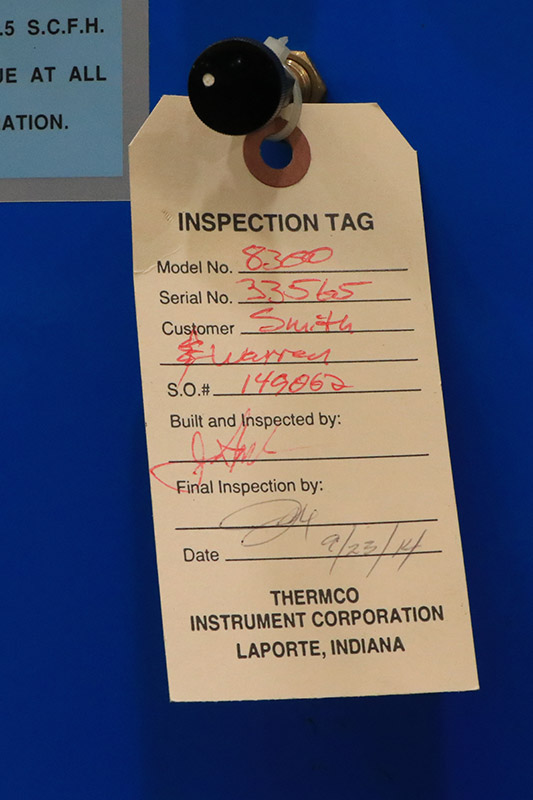 .5 S.C.F.H.
UE AT ALL
ATION.
INSPECTION TAG
Model No. 8300
Serial No. 33565
Customer Smith
& Warren
S.O.# 149062
Built and Inspected by:
Final Inspection by:
Date 9/23/14
THERMCO
INSTRUMENT CORPORATION
LAPORTE, INDIANA